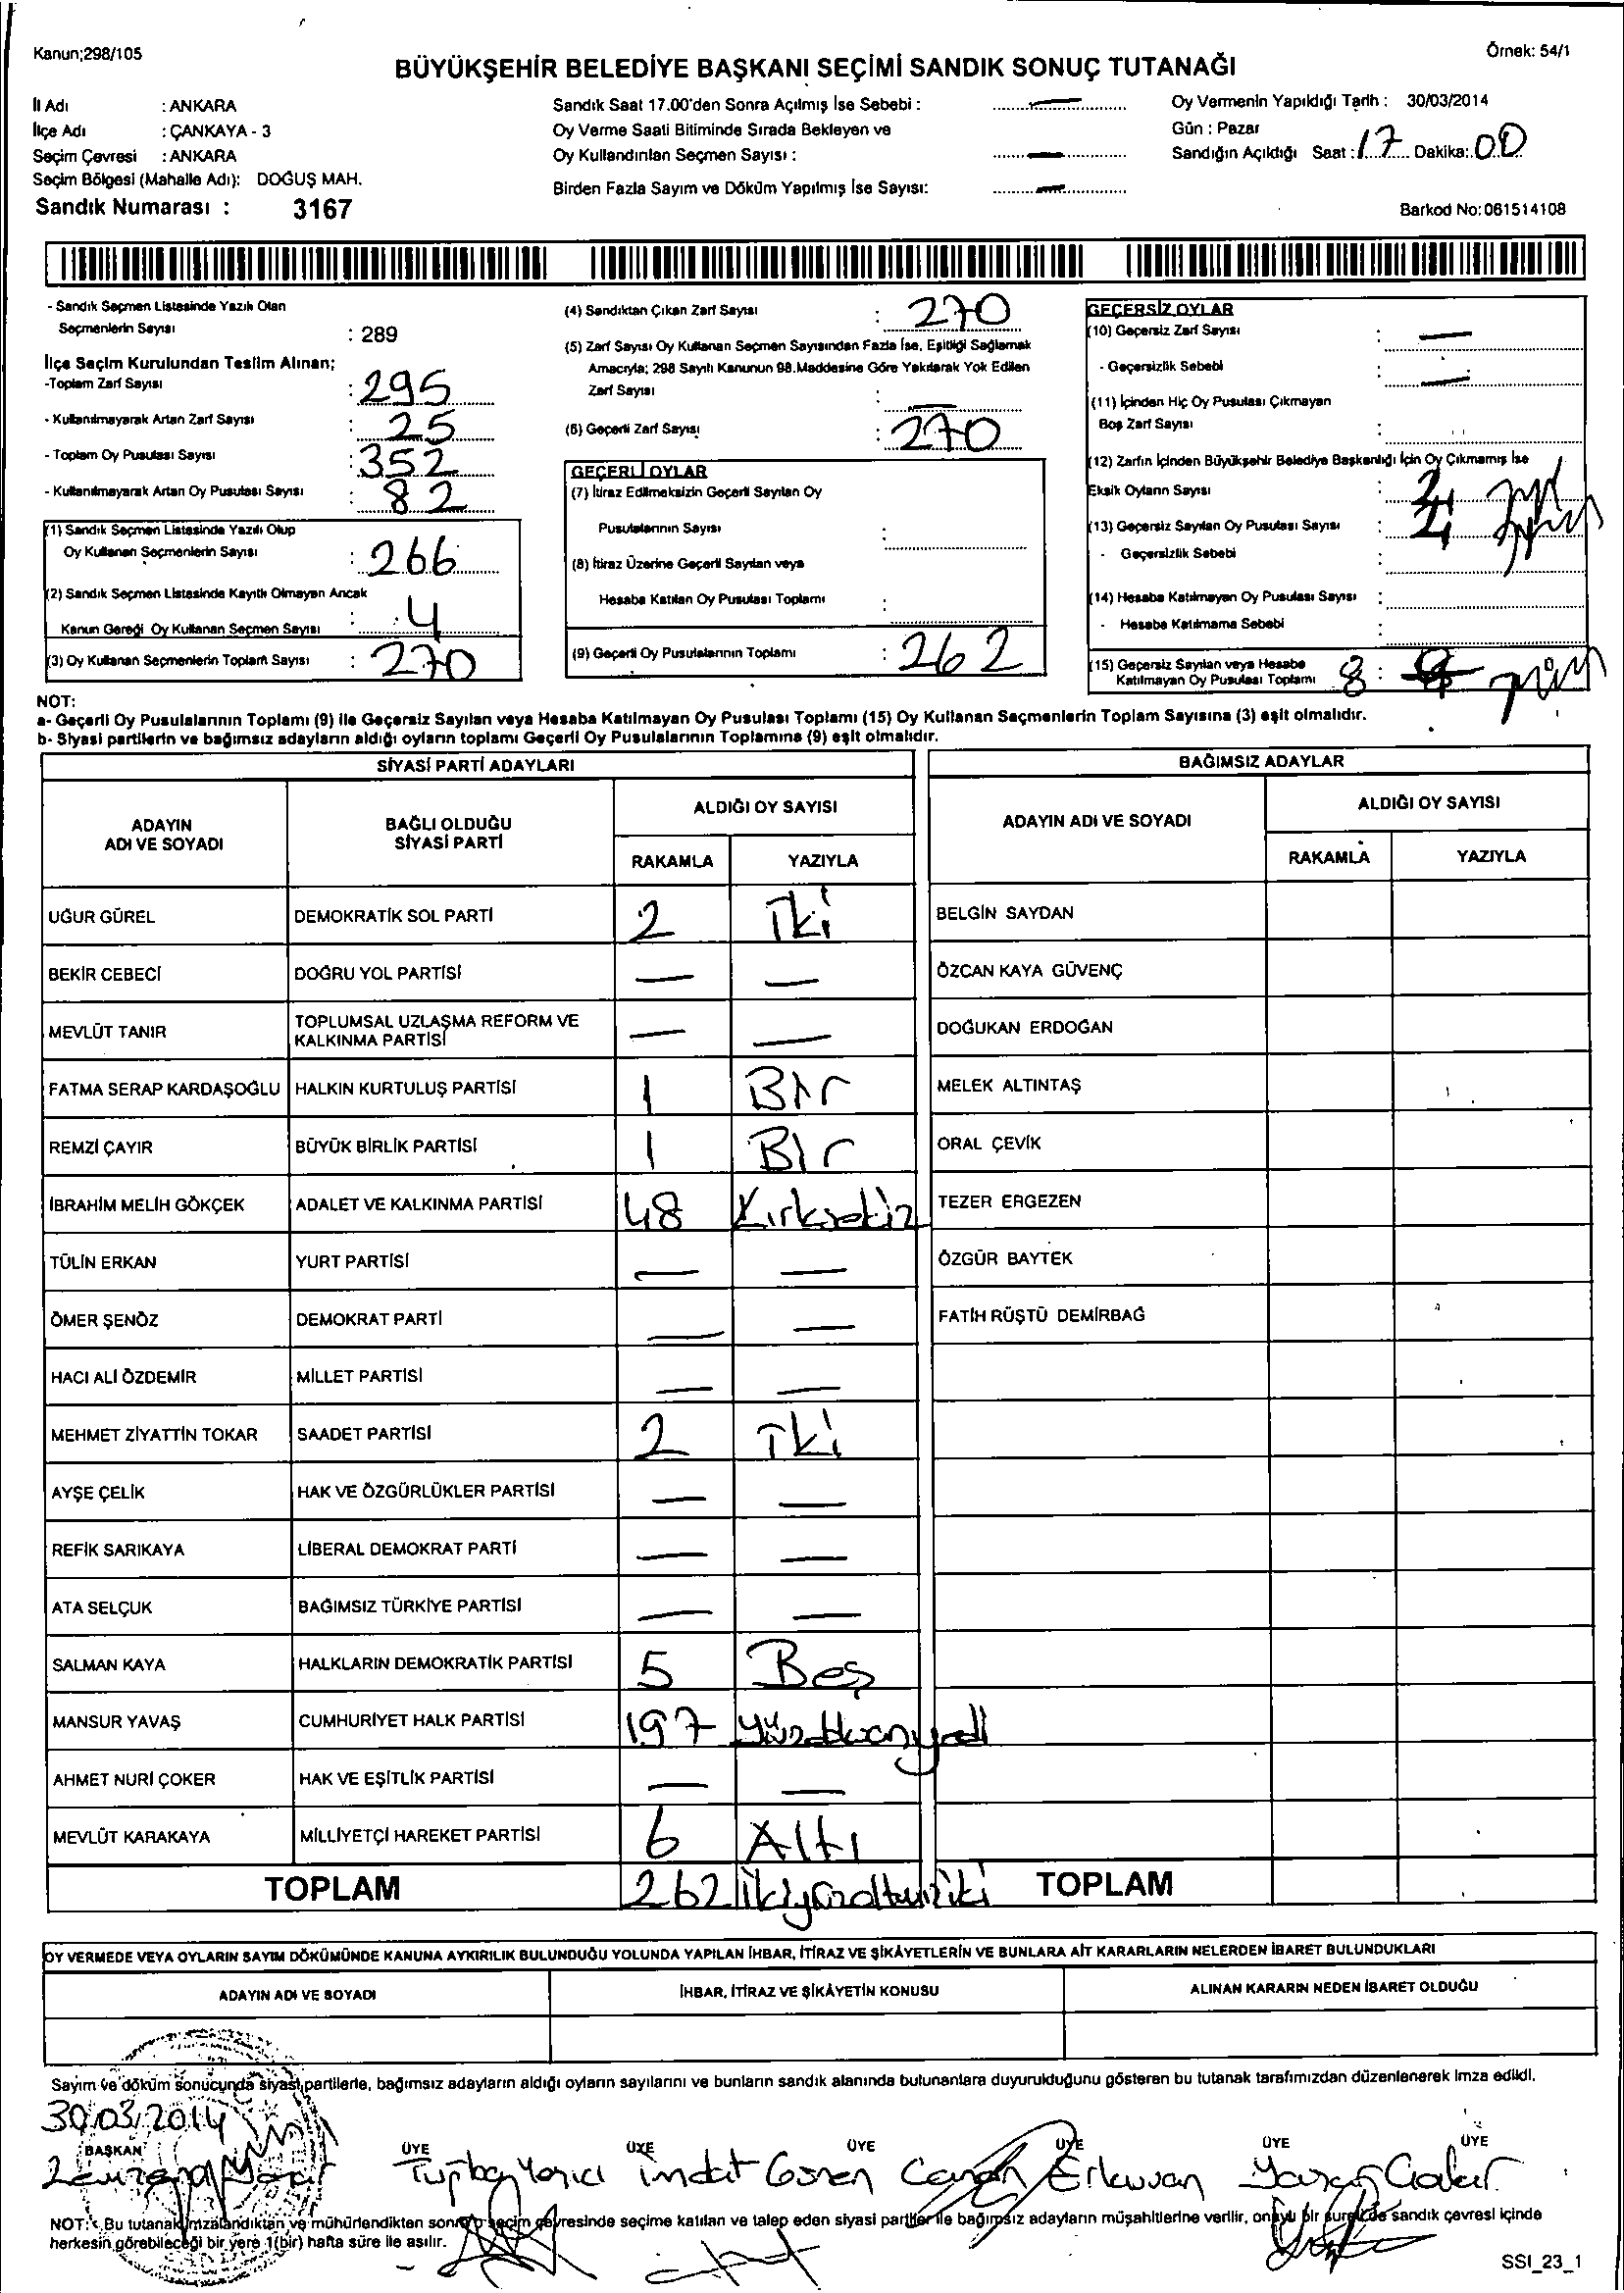 Kanun;298/105
Örnek: 54/1
BÜYÜKŞEHİR BELEDİYE BAŞKANI SEÇİMİ SANDIK SONUÇ TUTANAĞI
İl Adı : ANKARA
İlçe Adı : ÇANKAYA - 3
Seçim Çevresi : ANKARA
Seçim Bölgesi (Mahalle Adı): DOĞUŞ MAH.
Sandık Numarası : 3167
Sandık Saat 17.00'den Sonra Açılmış İse Sebebi : —
Oy Verme Saati Bitiminde Sırada Bekleyen ve
Oy Kullandırılan Seçmen Sayısı : —
Birden Fazla Sayım ve Döküm Yapılmış İse Sayısı: —
Oy Vermenin Yapıldığı Tarih : 30/03/2014
Gün : Pazar
Sandığın Açıldığı Saat : 17 Dakika: 00
Barkod No: 061514108
- Sandık Seçmen Listesinde Yazılı Olan
Seçmenlerin Sayısı : 289
İlçe Seçim Kurulundan Teslim Alınan;
-Toplam Zarf Sayısı : 295
- Kullanılmayarak Artan Zarf Sayısı : 25
- Toplam Oy Pusulası Sayısı : 352
- Kullanılmayarak Artan Oy Pusulası Sayısı : 82
(1) Sandık Seçmen Listesinde Yazılı Olup
Oy Kullanan Seçmenlerin Sayısı : 266
(2) Sandık Seçmen Listesinde Kayıtlı Olmayan Ancak
Kanun Gereği Oy Kullanan Seçmen Sayısı : 4
(3) Oy Kullanan Seçmenlerin Toplam Sayısı : 270
(4) Sandıktan Çıkan Zarf Sayısı : 270
(5) Zarf Sayısı Oy Kullanan Seçmen Sayısından Fazla İse, Eşitliği Sağlamak
Amacıyla; 298 Sayılı Kanunun 98.Maddesine Göre Yakılarak Yok Edilen
Zarf Sayısı : —
(6) Geçerli Zarf Sayısı : 270
GEÇERLİ OYLAR
(7) İtiraz Edilmeksizin Geçerli Sayılan Oy
Pusulalarının Sayısı :
(8) İtiraz Üzerine Geçerli Sayılan veya
Hesaba Katılan Oy Pusulası Toplamı :
(9) Geçerli Oy Pusulalarının Toplamı : 262
GEÇERSİZ OYLAR
(10) Geçersiz Zarf Sayısı : —
- Geçersizlik Sebebi : —
(11) İçinden Hiç Oy Pusulası Çıkmayan
Boş Zarf Sayısı :
(12) Zarfın İçinden Büyükşehir Belediye Başkanlığı İçin Oy Çıkmamış İse
Eksik Oyların Sayısı :
(13) Geçersiz Sayılan Oy Pusulası Sayısı :
- Geçersizlik Sebebi :
(14) Hesaba Katılmayan Oy Pusulası Sayısı :
- Hesaba Katılmama Sebebi :
(15) Geçersiz Sayılan veya Hesaba
Katılmayan Oy Pusulası Toplamı 8 :
NOT:
a- Geçerli Oy Pusulalarının Toplamı (9) ile Geçersiz Sayılan veya Hesaba Katılmayan Oy Pusulası Toplamı (15) Oy Kullanan Seçmenlerin Toplam Sayısına (3) eşit olmalıdır.
b- Siyasi partilerin ve bağımsız adayların aldığı oyların toplamı Geçerli Oy Pusulalarının Toplamına (9) eşit olmalıdır.
SİYASİ PARTİ ADAYLARI
ADAYIN ADI VE SOYADI BAĞLI OLDUĞU SİYASİ PARTİ ALDIĞI OY SAYISI
RAKAMLA YAZIYLA
UĞUR GÜREL DEMOKRATİK SOL PARTİ 2 İki
BEKİR CEBECİ DOĞRU YOL PARTİSİ — —
MEVLÜT TANIR TOPLUMSAL UZLAŞMA REFORM VE KALKINMA PARTİSİ — —
FATMA SERAP KARDAŞOĞLU HALKIN KURTULUŞ PARTİSİ 1 Bir
REMZİ ÇAYIR BÜYÜK BİRLİK PARTİSİ 1 Bir
İBRAHİM MELİH GÖKÇEK ADALET VE KALKINMA PARTİSİ 48 Kırksekiz
TÜLİN ERKAN YURT PARTİSİ — —
ÖMER ŞENÖZ DEMOKRAT PARTİ — —
HACI ALİ ÖZDEMİR MİLLET PARTİSİ — —
MEHMET ZİYATTİN TOKAR SAADET PARTİSİ 2 İki
AYŞE ÇELİK HAK VE ÖZGÜRLÜKLER PARTİSİ — —
REFİK SARIKAYA LİBERAL DEMOKRAT PARTİ — —
ATA SELÇUK BAĞIMSIZ TÜRKİYE PARTİSİ — —
SALMAN KAYA HALKLARIN DEMOKRATİK PARTİSİ 5 Beş
MANSUR YAVAŞ CUMHURİYET HALK PARTİSİ 197
AHMET NURİ ÇOKER HAK VE EŞİTLİK PARTİSİ — —
MEVLÜT KARAKAYA MİLLİYETÇİ HAREKET PARTİSİ 6 Altı
TOPLAM 262 ikiyüzaltmışiki
BAĞIMSIZ ADAYLAR
ADAYIN ADI VE SOYADI ALDIĞI OY SAYISI
RAKAMLA YAZIYLA
BELGİN SAYDAN
ÖZCAN KAYA GÜVENÇ
DOĞUKAN ERDOĞAN
MELEK ALTINTAŞ
ORAL ÇEVİK
TEZER ERGEZEN
ÖZGÜR BAYTEK
FATİH RÜŞTÜ DEMİRBAĞ
TOPLAM
OY VERMEDE VEYA OYLARIN SAYIM DÖKÜMÜNDE KANUNA AYKIRILIK BULUNDUĞU YOLUNDA YAPILAN İHBAR, İTİRAZ VE ŞİKÂYETLERİN VE BUNLARA AİT KARARLARIN NELERDEN İBARET BULUNDUKLARI
ADAYIN ADI VE SOYADI İHBAR, İTİRAZ VE ŞİKÂYETİN KONUSU ALINAN KARARIN NEDEN İBARET OLDUĞU
Sayım ve döküm sonucunda siyasi partilerle, bağımsız adayların aldığı oyların sayılarını ve bunların sandık alanında bulunanlara duyurulduğunu gösteren bu tutanak tarafımızdan düzenlenerek imza edildi.
30/03/2014
BAŞKAN ÜYE ÜYE ÜYE ÜYE ÜYE ÜYE
Erkuvan
NOT: Bu tutanak imzalandıktan ve mühürlendikten sonra seçim çevresinde seçime katılan ve talep eden siyasi partiler ile bağımsız adayların müşahitlerine verilir, onaylı bir sureti de sandık çevresi içinde
herkesin görebileceği bir yere 1(bir) hafta süre ile asılır.
SSI_23_1